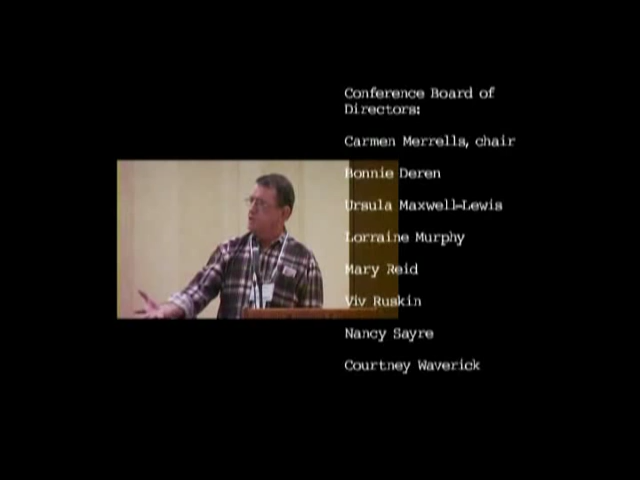 Conference Board of
Directors:
Carmen Merrells, chair
Bonnie Deren
Ursula Maxwell-Lewis
Lorraine Murphy
Mary Reid
Viv Ruskin
Nancy Sayre
Courtney Waverick